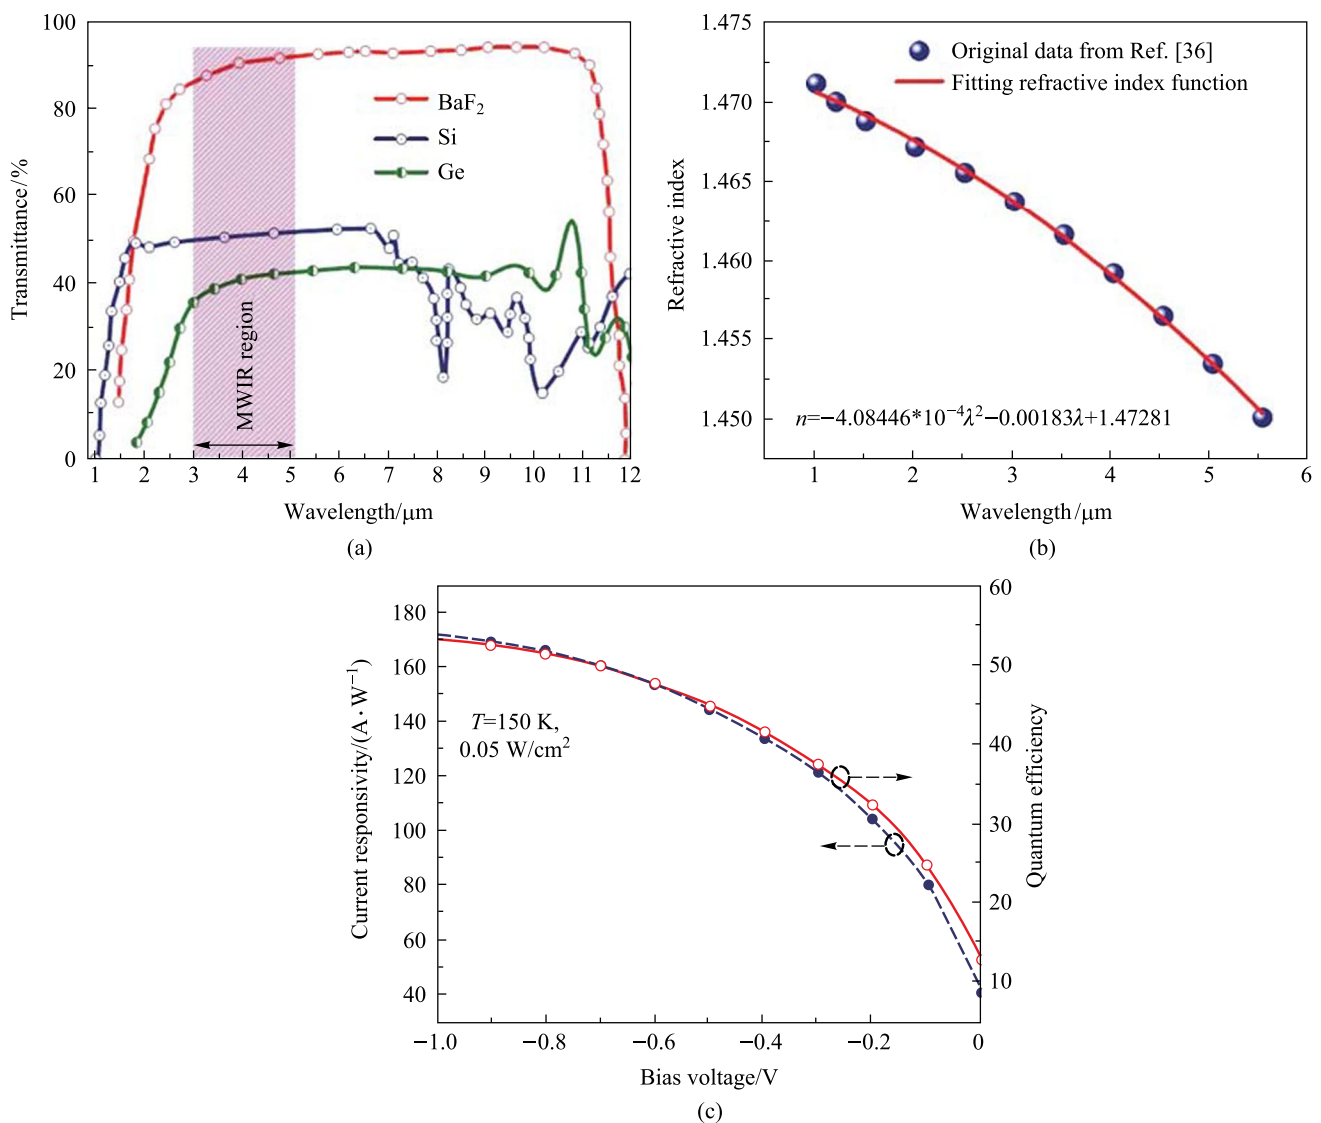 100
80
60
40
20
0
Transmittance/%
BaF₂
Si
Ge
MWIR region
1 2 3 4 5 6 7 8 9 10 11 12
Wavelength/μm
(a)
1.475
1.470
1.465
1.460
1.455
1.450
Refractive index
Original data from Ref. [36]
Fitting refractive index function
n=−4.08446*10⁻⁴λ²−0.00183λ+1.47281
1 2 3 4 5 6
Wavelength/μm
(b)
180
160
140
120
100
80
60
40
Current responsivity/(A·W⁻¹)
T=150 K,
0.05 W/cm²
60
50
40
30
20
10
Quantum efficiency
−1.0 −0.8 −0.6 −0.4 −0.2 0
Bias voltage/V
(c)